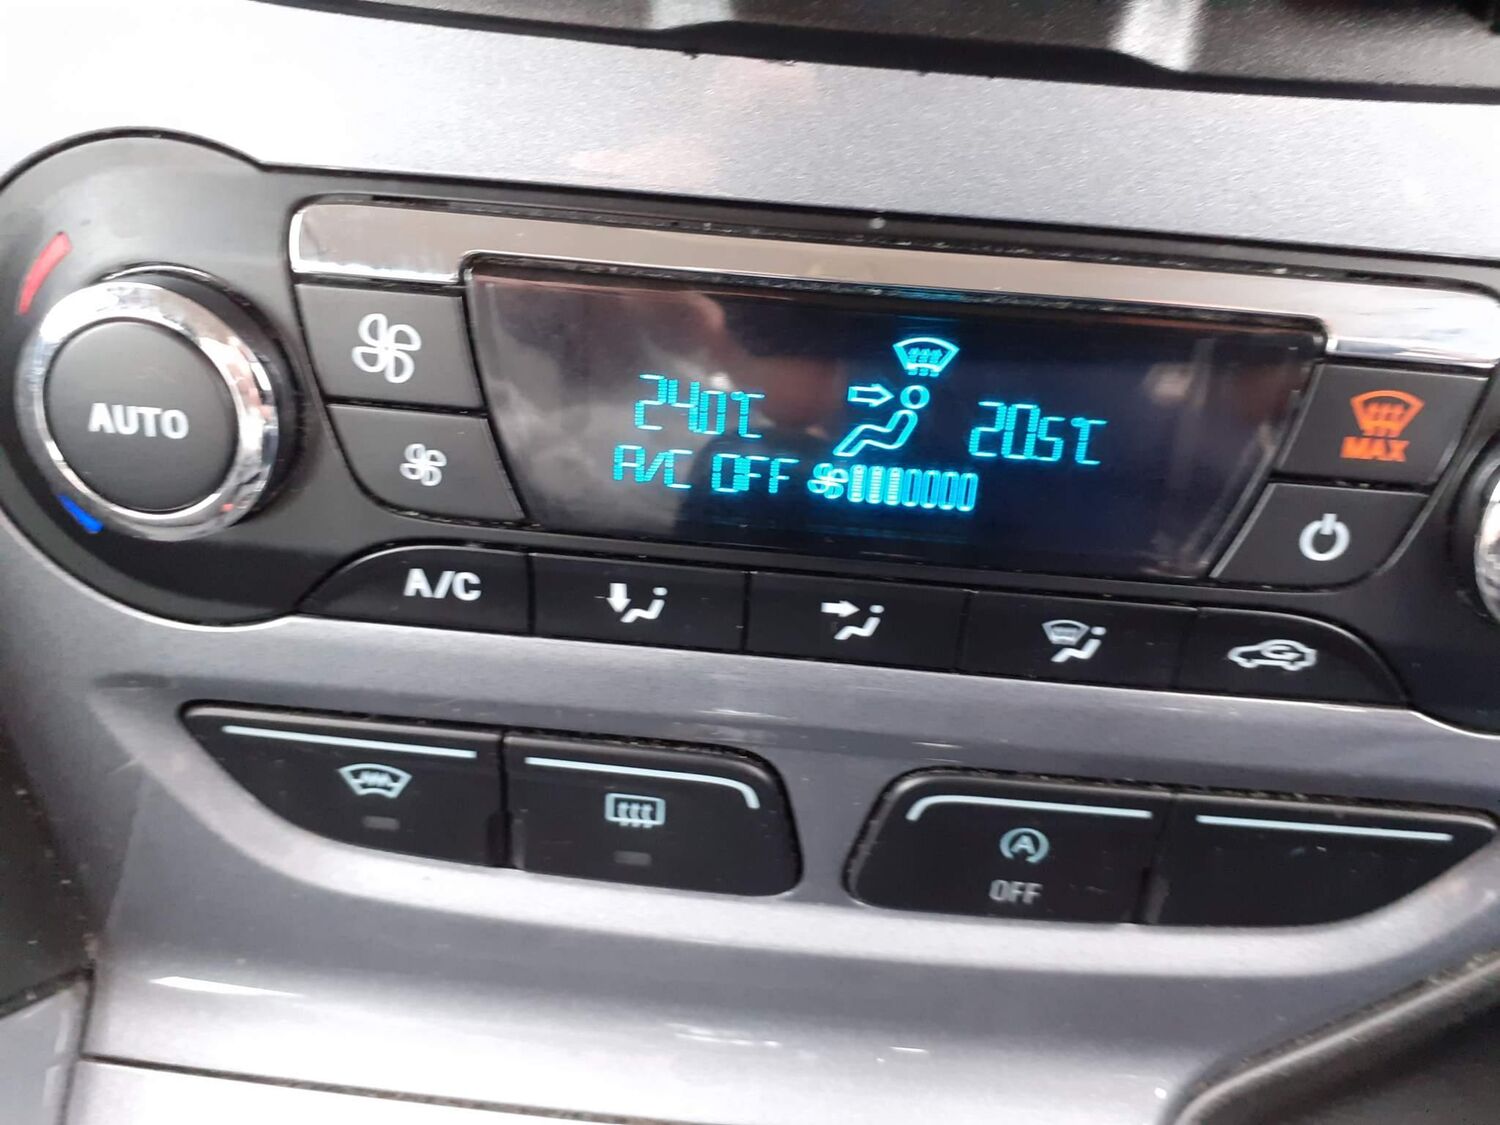 AUTO
24.0°C
20.5°C
A/C OFF
MAX
A/C
A
OFF